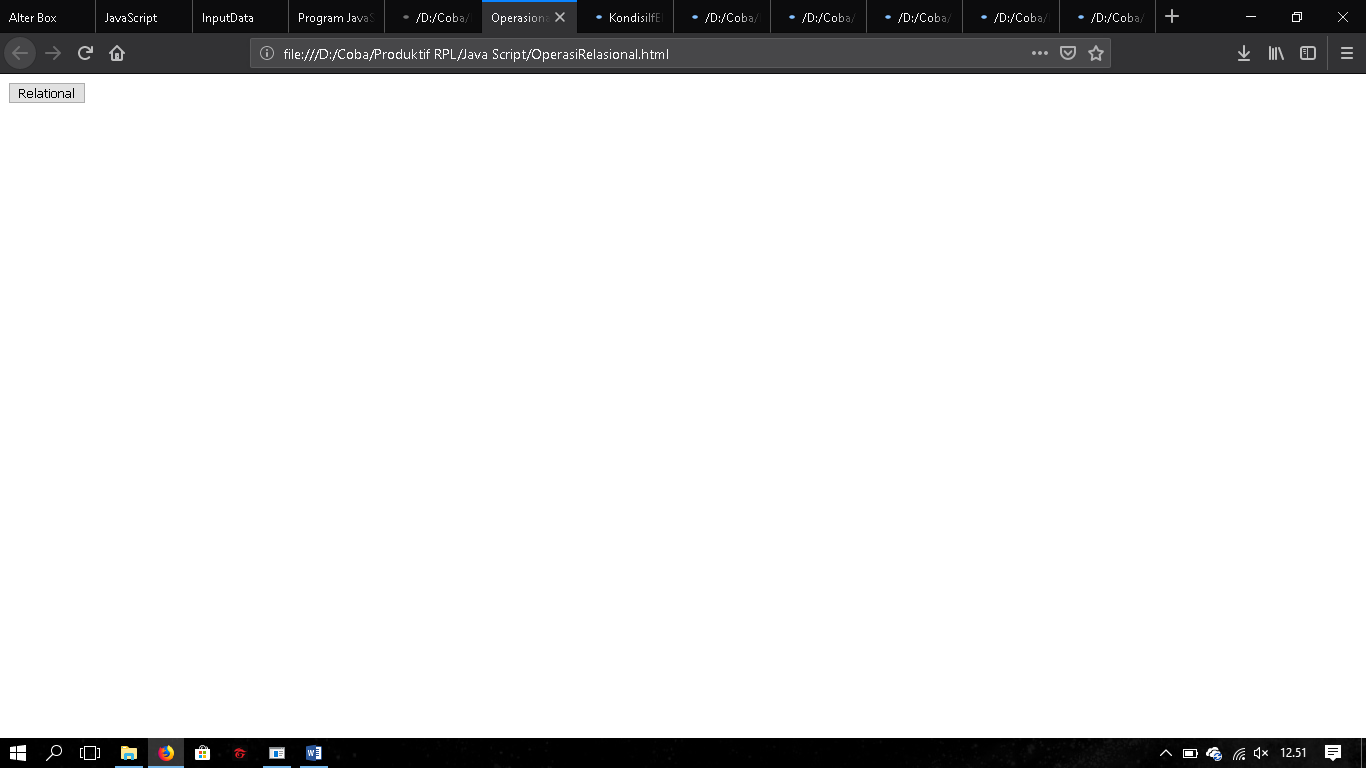 Alter Box JavaScript InputData Program JavaS /D:/Coba/ Operasiona KondisiIfE /D:/Coba/ /D:/Coba/ /D:/Coba/ /D:/Coba/ /D:/Coba/
file:///D:/Coba/Produktif RPL/Java Script/OperasiRelasional.html
Relational
12.51